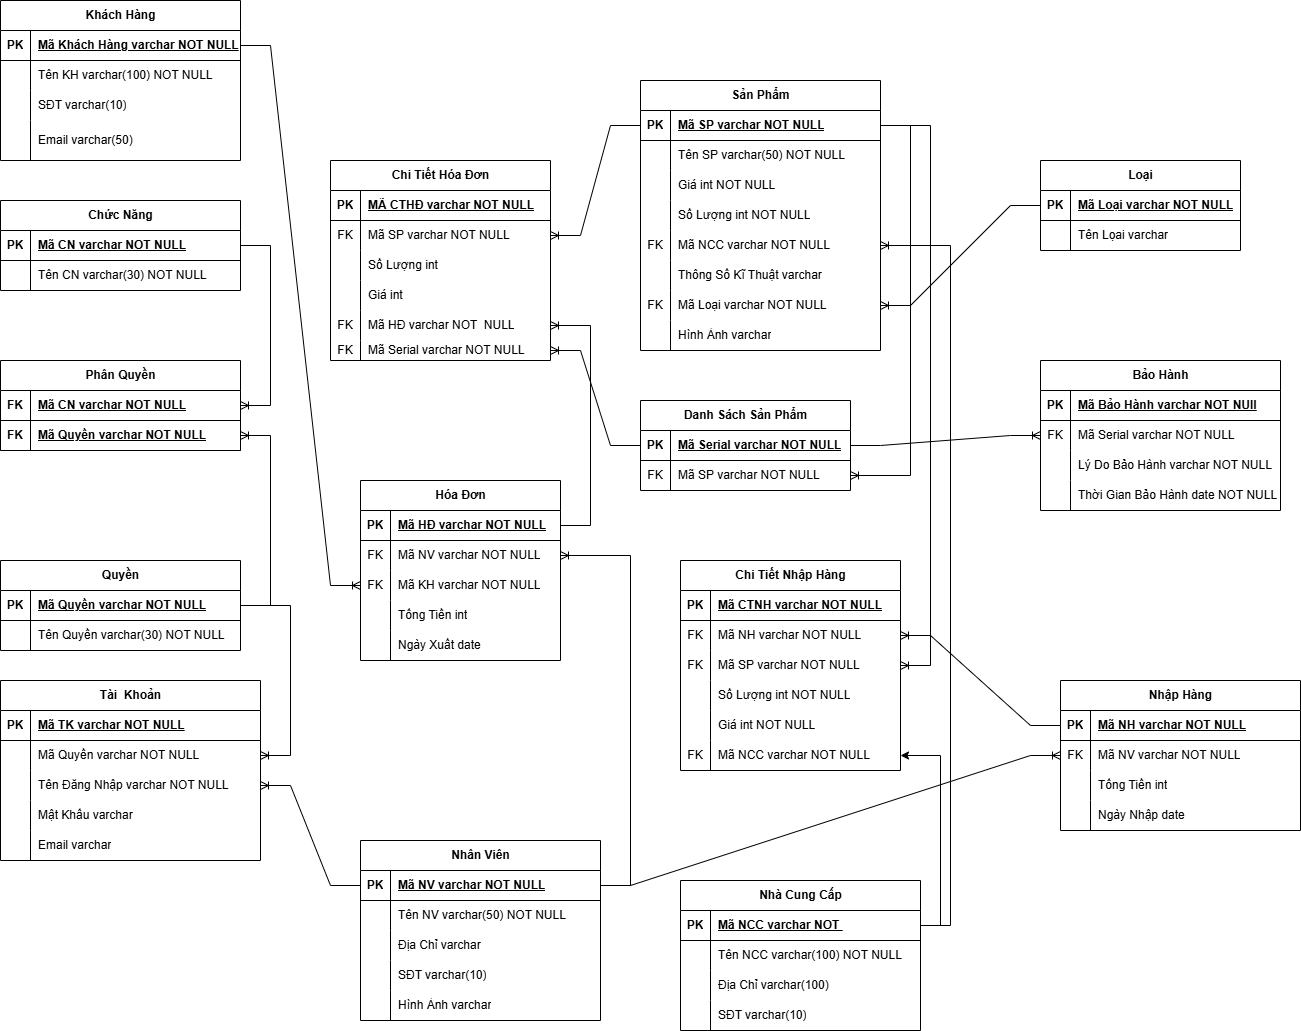 Khách Hàng
PK Mã Khách Hàng varchar NOT NULL
Tên KH varchar(100) NOT NULL
SĐT varchar(10)
Email varchar(50)
Chức Năng
PK Mã CN varchar NOT NULL
Tên CN varchar(30) NOT NULL
Phân Quyền
FK Mã CN varchar NOT NULL
FK Mã Quyền varchar NOT NULL
Quyền
PK Mã Quyền varchar NOT NULL
Tên Quyền varchar(30) NOT NULL
Tài Khoản
PK Mã TK varchar NOT NULL
Mã Quyền varchar NOT NULL
Tên Đăng Nhập varchar NOT NULL
Mật Khẩu varchar
Email varchar
Chi Tiết Hóa Đơn
PK MÃ CTHĐ varchar NOT NULL
FK Mã SP varchar NOT NULL
Số Lượng int
Giá int
FK Mã HĐ varchar NOT NULL
FK Mã Serial varchar NOT NULL
Hóa Đơn
PK Mã HĐ varchar NOT NULL
FK Mã NV varchar NOT NULL
FK Mã KH varchar NOT NULL
Tổng Tiền int
Ngày Xuất date
Nhân Viên
PK Mã NV varchar NOT NULL
Tên NV varchar(50) NOT NULL
Địa Chỉ varchar
SĐT varchar(10)
Hình Ảnh varchar
Sản Phẩm
PK Mã SP varchar NOT NULL
Tên SP varchar(50) NOT NULL
Giá int NOT NULL
Số Lượng int NOT NULL
FK Mã NCC varchar NOT NULL
Thông Số Kĩ Thuật varchar
FK Mã Loại varchar NOT NULL
Hình Ảnh varchar
Danh Sách Sản Phẩm
PK Mã Serial varchar NOT NULL
FK Mã SP varchar NOT NULL
Chi Tiết Nhập Hàng
PK Mã CTNH varchar NOT NULL
FK Mã NH varchar NOT NULL
FK Mã SP varchar NOT NULL
Số Lượng int NOT NULL
Giá int NOT NULL
FK Mã NCC varchar NOT NULL
Nhà Cung Cấp
PK Mã NCC varchar NOT
Tên NCC varchar(100) NOT NULL
Địa Chỉ varchar(100)
SĐT varchar(10)
Loại
PK Mã Loại varchar NOT NULL
Tên Lọai varchar
Bảo Hành
PK Mã Bảo Hành varchar NOT NUll
FK Mã Serial varchar NOT NULL
Lý Do Bảo Hành varchar NOT NULL
Thời Gian Bảo Hành date NOT NULL
Nhập Hàng
PK Mã NH varchar NOT NULL
FK Mã NV varchar NOT NULL
Tổng Tiền int
Ngày Nhập date